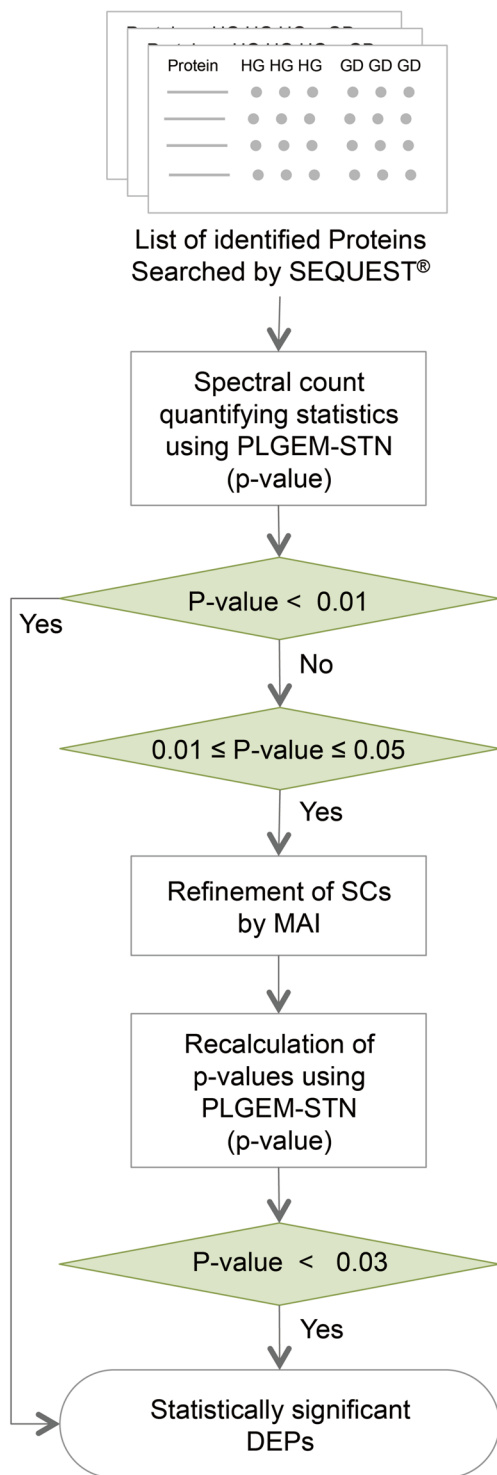 Protein HG HG HG GD GD GD
List of identified Proteins
Searched by SEQUEST®
Spectral count
quantifying statistics
using PLGEM-STN
(p-value)
P-value < 0.01
Yes
No
0.01 ≤ P-value ≤ 0.05
Yes
Refinement of SCs
by MAI
Recalculation of
p-values using
PLGEM-STN
(p-value)
P-value < 0.03
Yes
Statistically significant
DEPs